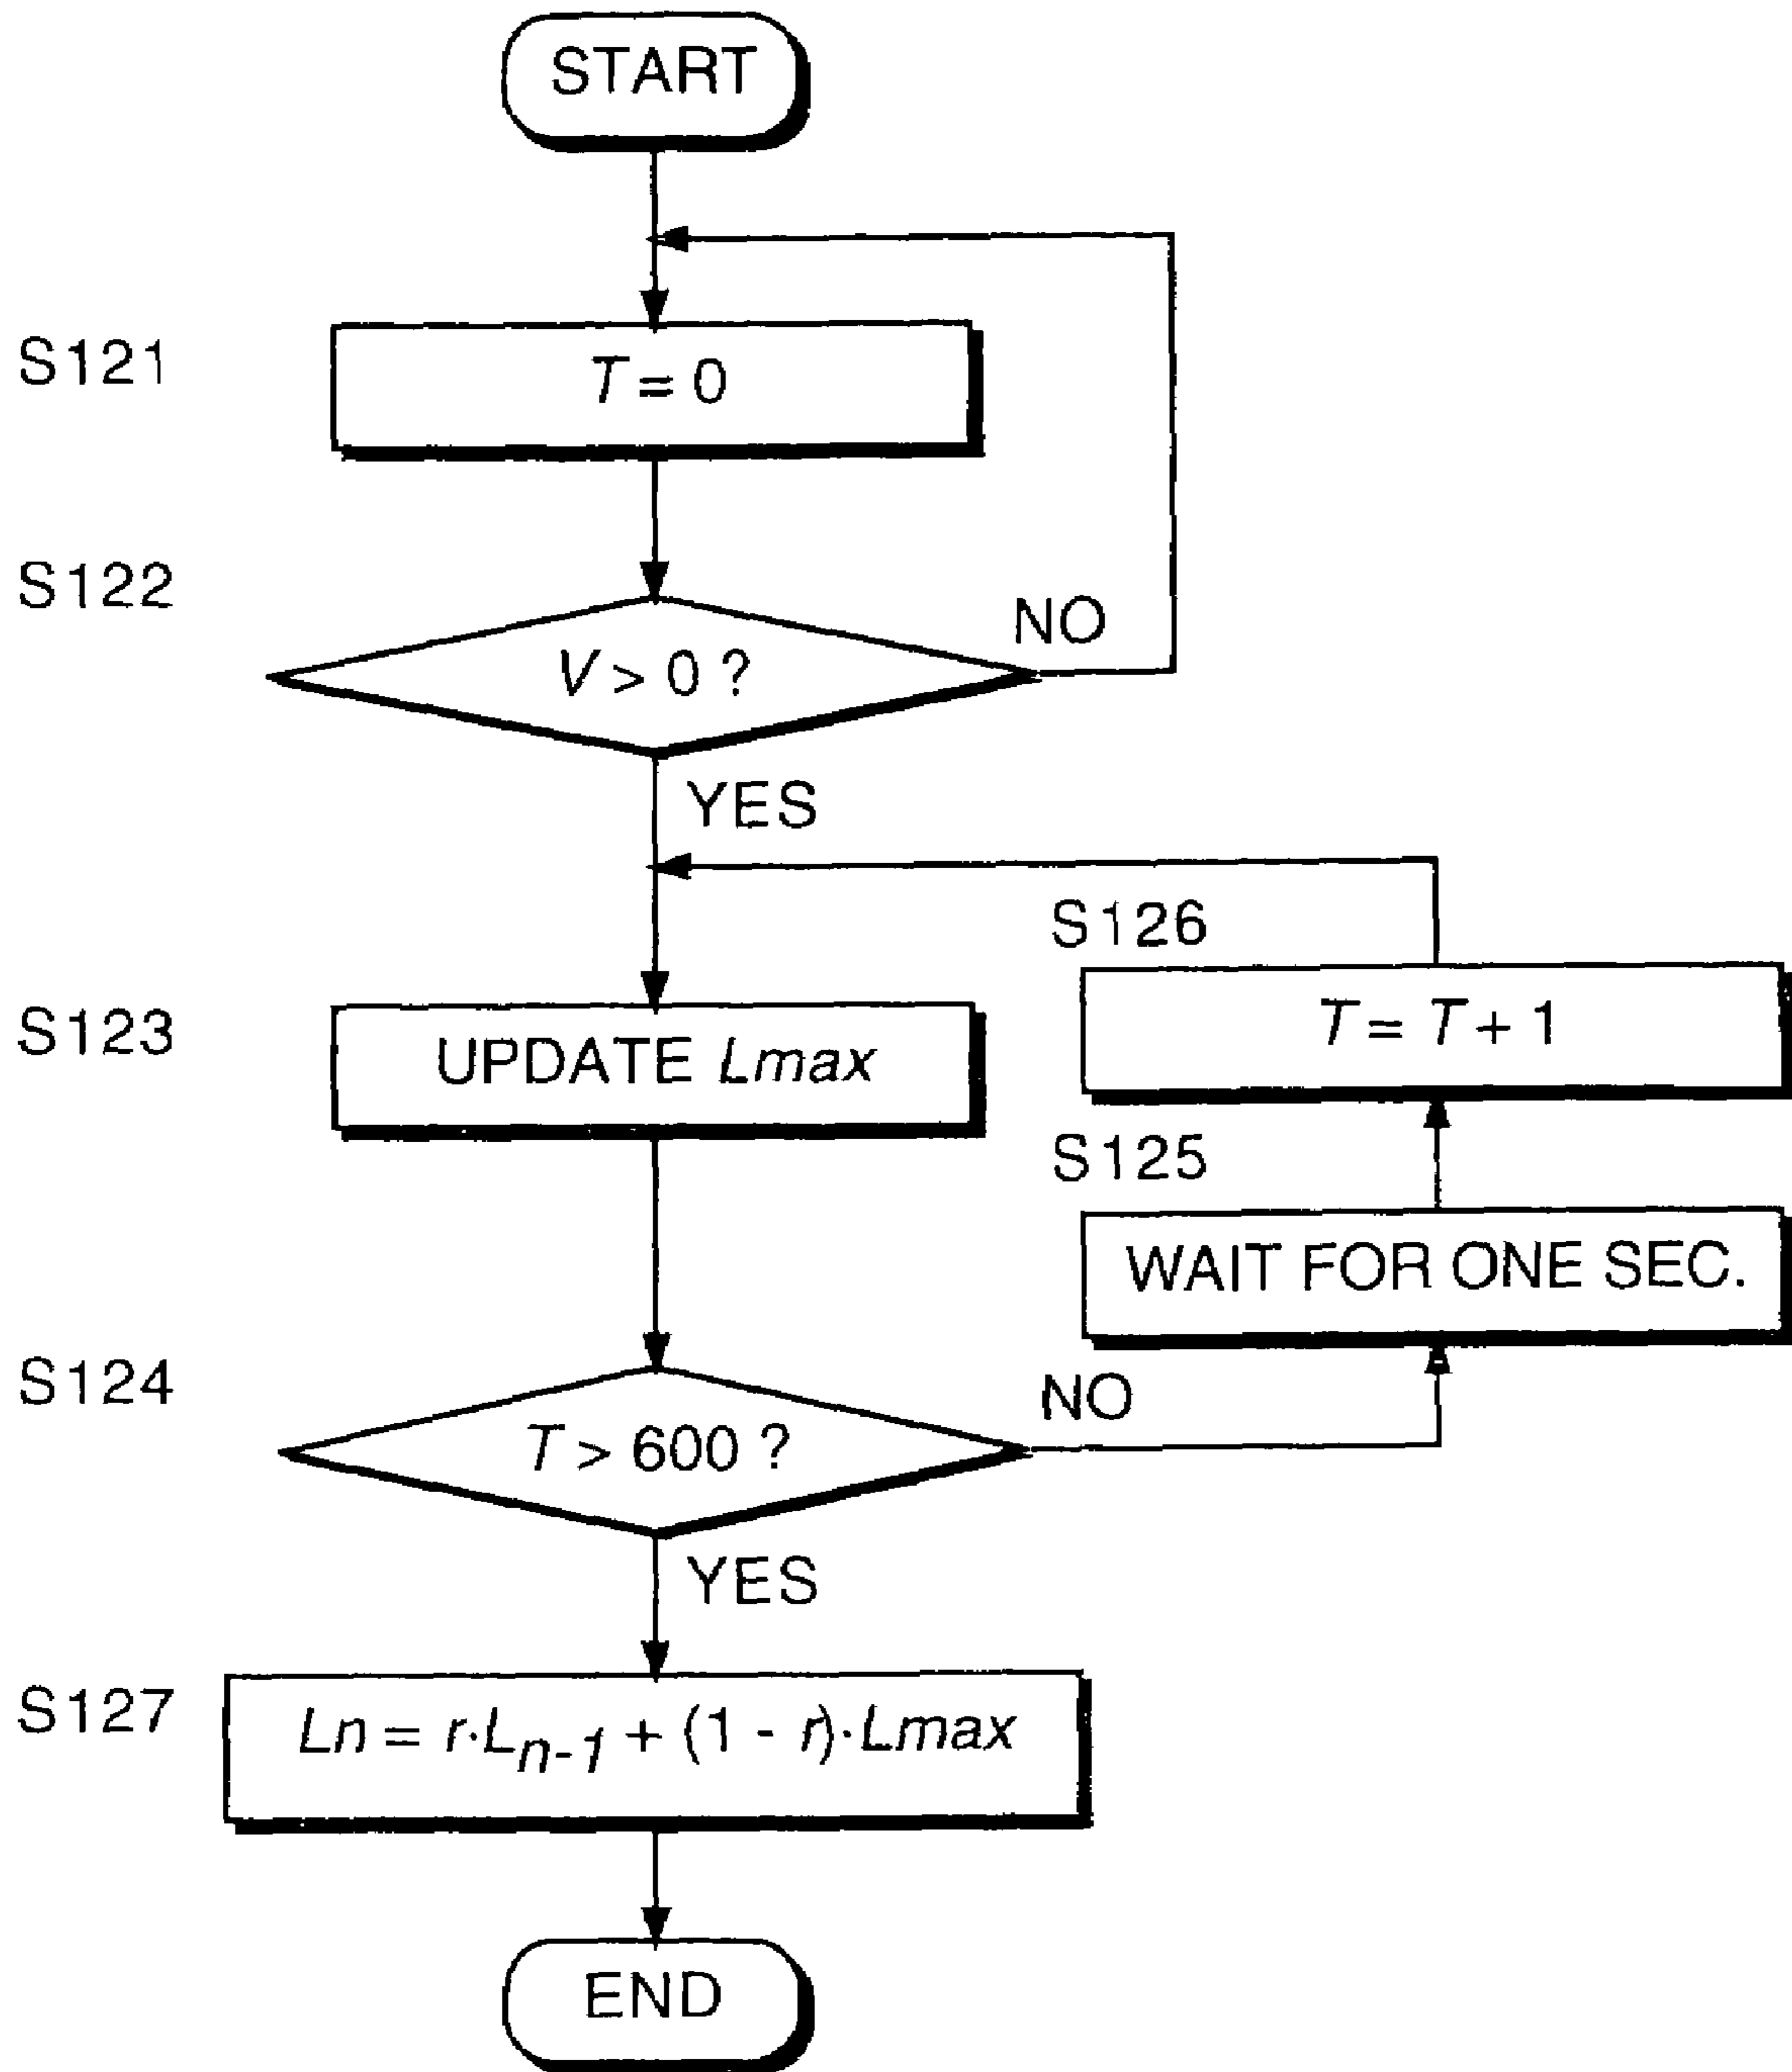 START
S121
T = 0
S122
V > 0 ?
NO
YES
S126
T = T + 1
S123
UPDATE Lmax
S125
WAIT FOR ONE SEC.
S124
T > 600 ?
NO
YES
S127
Ln = r·Ln-1 + (1 - r)·Lmax
END